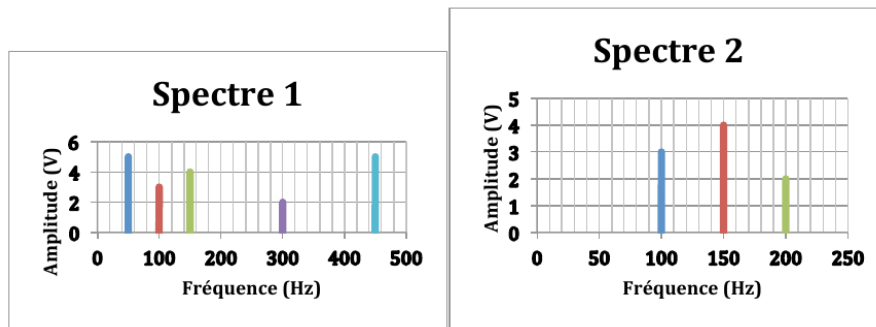 Spectre 1
Amplitude (V)
6
4
2
0
0 100 200 300 400 500
Fréquence (Hz)
Spectre 2
Amplitude (V)
5
4
3
2
1
0
0 50 100 150 200 250
Fréquence (Hz)